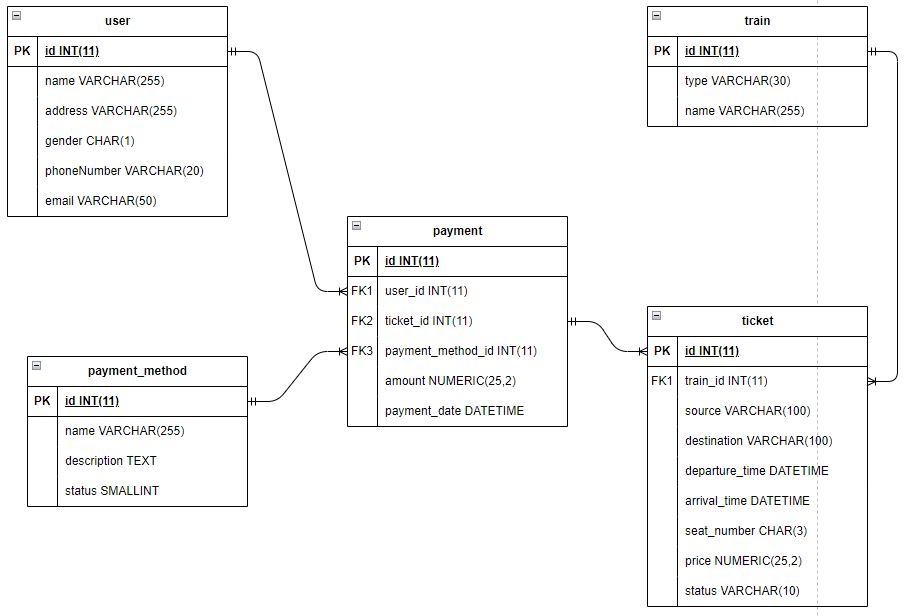 user
PK id INT(11)
name VARCHAR(255)
address VARCHAR(255)
gender CHAR(1)
phoneNumber VARCHAR(20)
email VARCHAR(50)
train
PK id INT(11)
type VARCHAR(30)
name VARCHAR(255)
payment
PK id INT(11)
FK1 user_id INT(11)
FK2 ticket_id INT(11)
FK3 payment_method_id INT(11)
amount NUMERIC(25,2)
payment_date DATETIME
payment_method
PK id INT(11)
name VARCHAR(255)
description TEXT
status SMALLINT
ticket
PK id INT(11)
FK1 train_id INT(11)
source VARCHAR(100)
destination VARCHAR(100)
departure_time DATETIME
arrival_time DATETIME
seat_number CHAR(3)
price NUMERIC(25,2)
status VARCHAR(10)